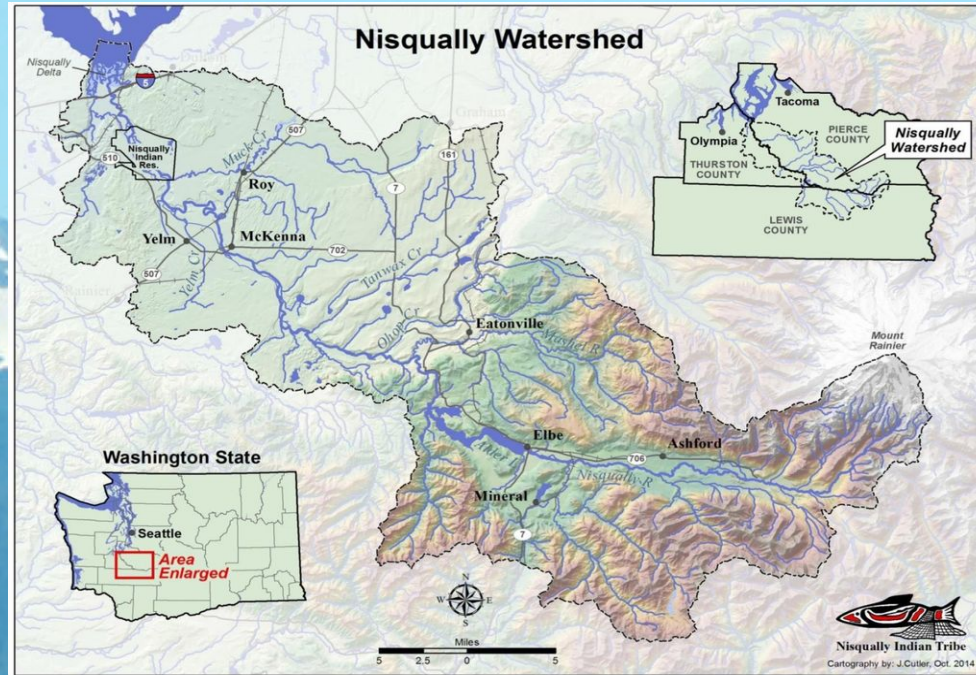 Nisqually Watershed
Nisqually
Delta
5
Graham
507
161
510
Nisqually
Indian
Res.
Muck Cr
7
Roy
Yelm
McKenna
702
507
Yelm Cr
Tanwax Cr
Rainier
Ohop Cr
Eatonville
Mashel R
Mount
Rainier
Elbe
Ashford
706
Nisqually R
Mineral
7
Tacoma
PIERCE
COUNTY
Nisqually
Watershed
Olympia
THURSTON
COUNTY
LEWIS
COUNTY
Washington State
Seattle
Area
Enlarged
N
W
E
S
Miles
5
2.5
0
5
Nisqually Indian Tribe
Cartography by: J.Cutler, Oct. 2014